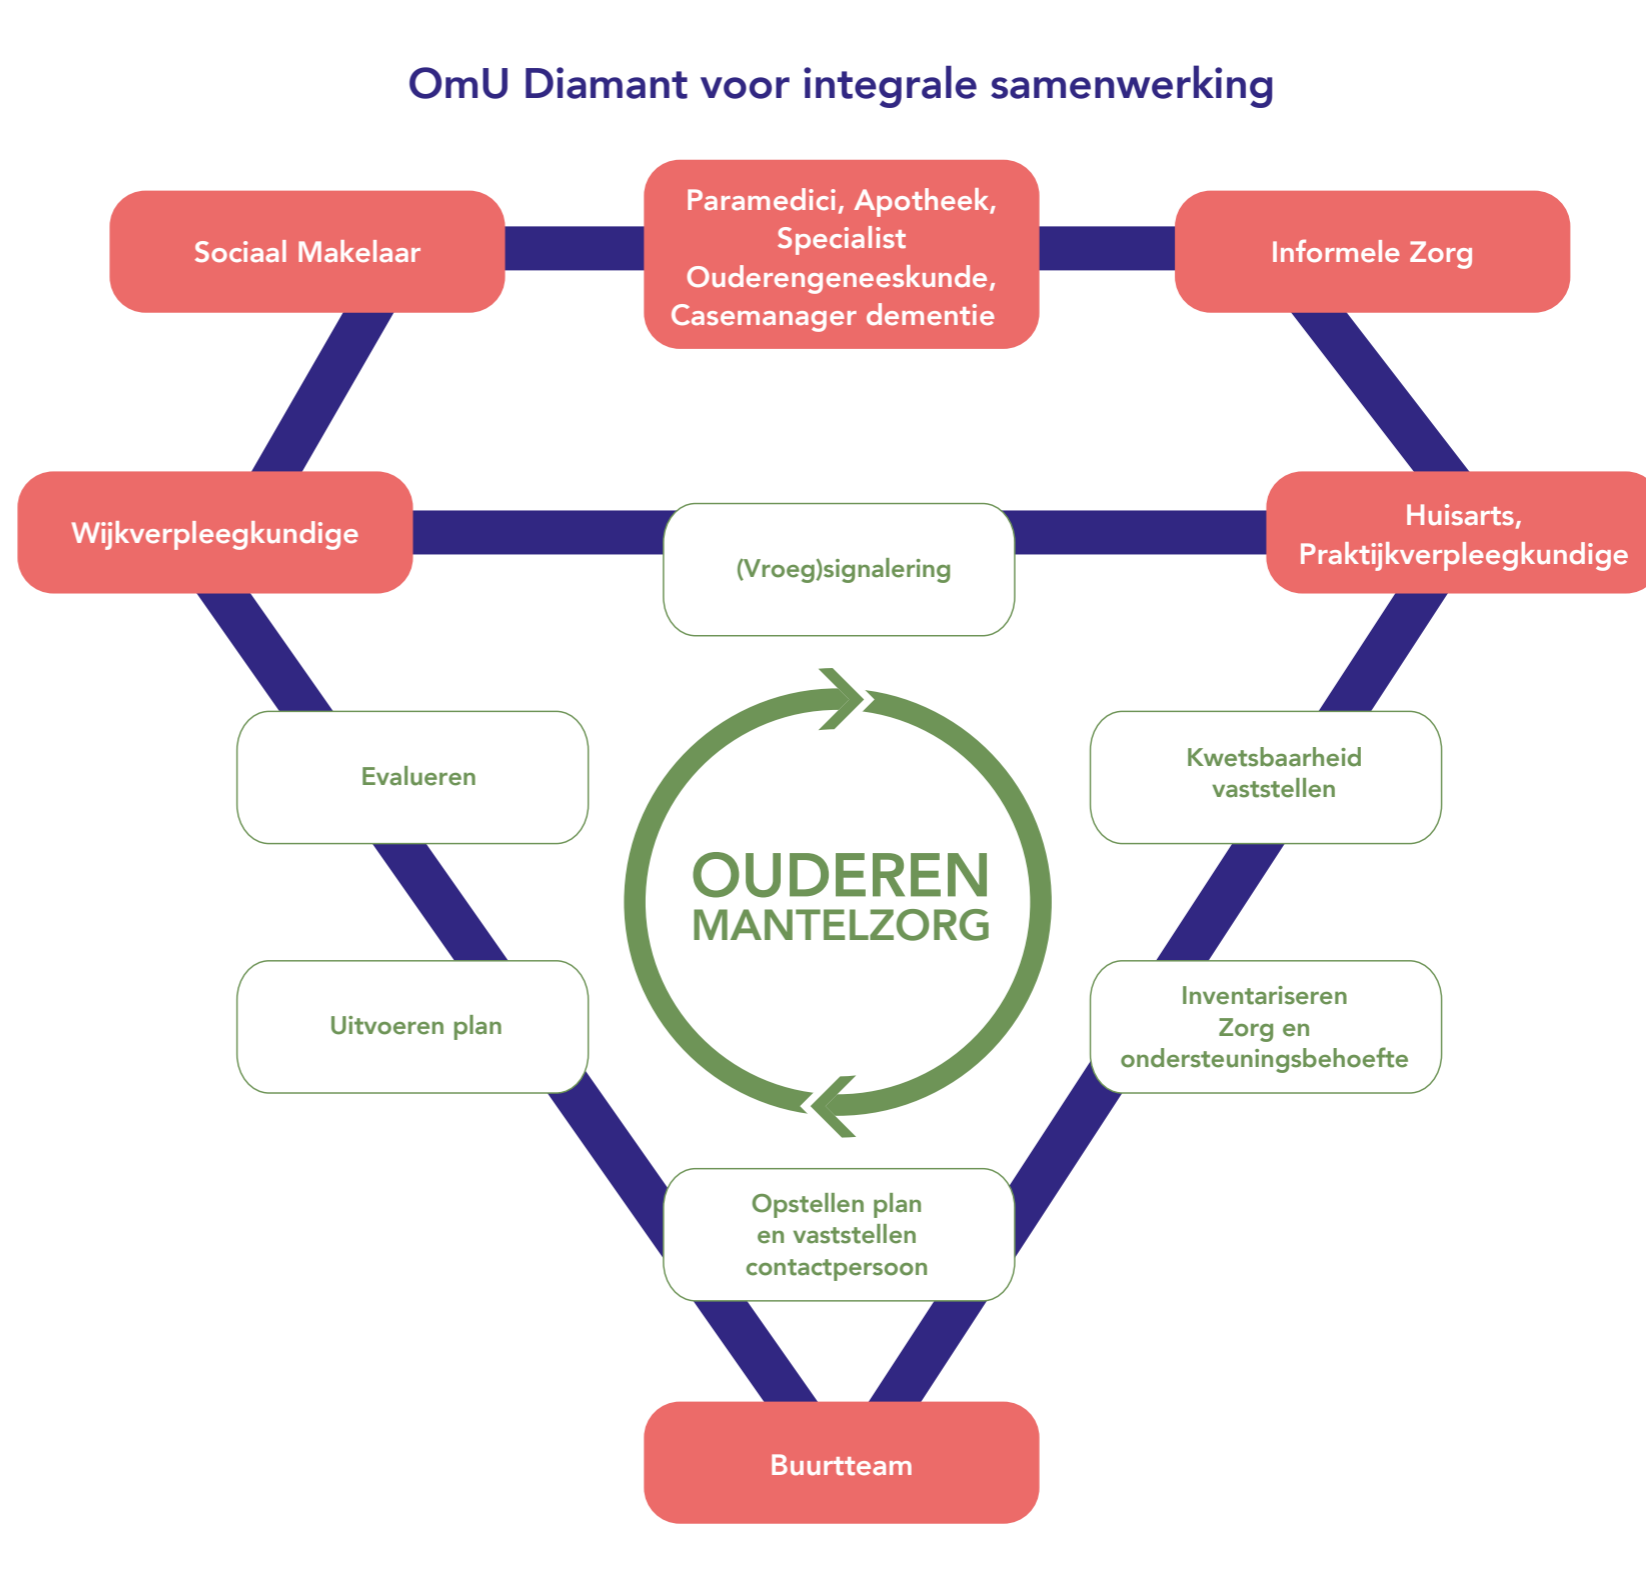 OmU Diamant voor integrale samenwerking
Sociaal Makelaar
Paramedici, Apotheek,
Specialist
Ouderengeneeskunde,
Casemanager dementie
Informele Zorg
Wijkverpleegkundige
(Vroeg)signalering
Huisarts,
Praktijkverpleegkundige
Evalueren
Kwetsbaarheid
vaststellen
OUDEREN
MANTELZORG
Uitvoeren plan
Inventariseren
Zorg en
ondersteuningsbehoefte
Opstellen plan
en vaststellen
contactpersoon
Buurtteam